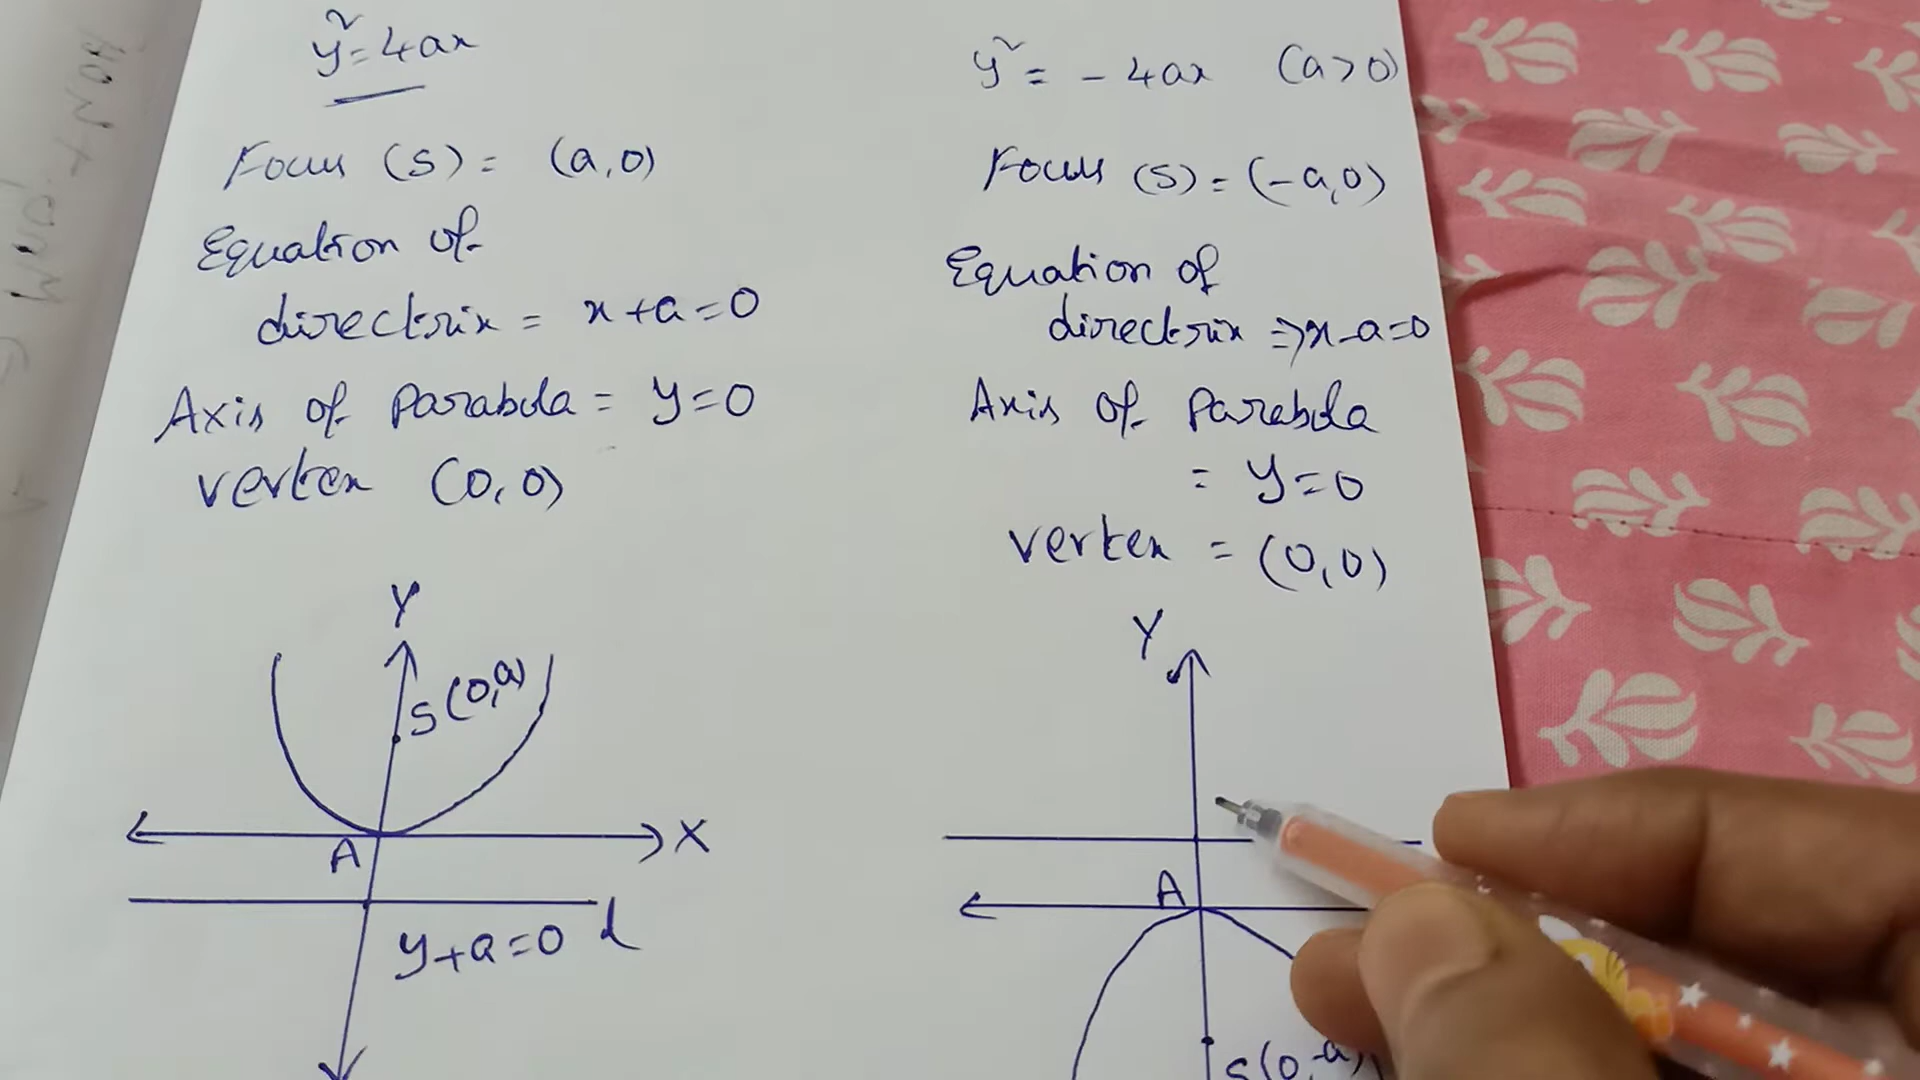 y² = 4ax
Focus (S) = (a, 0)
Equation of
directrix = x + a = 0
Axis of Parabola = y = 0
vertex (0, 0)
Y
S (0, a)
A
X
y + a = 0 l
y² = - 4ax (a > 0)
Focus (S) = (-a, 0)
Equation of
directrix ⇒ x - a = 0
Axis of Parabola
= y = 0
vertex = (0, 0)
Y
A
S (0, -a)